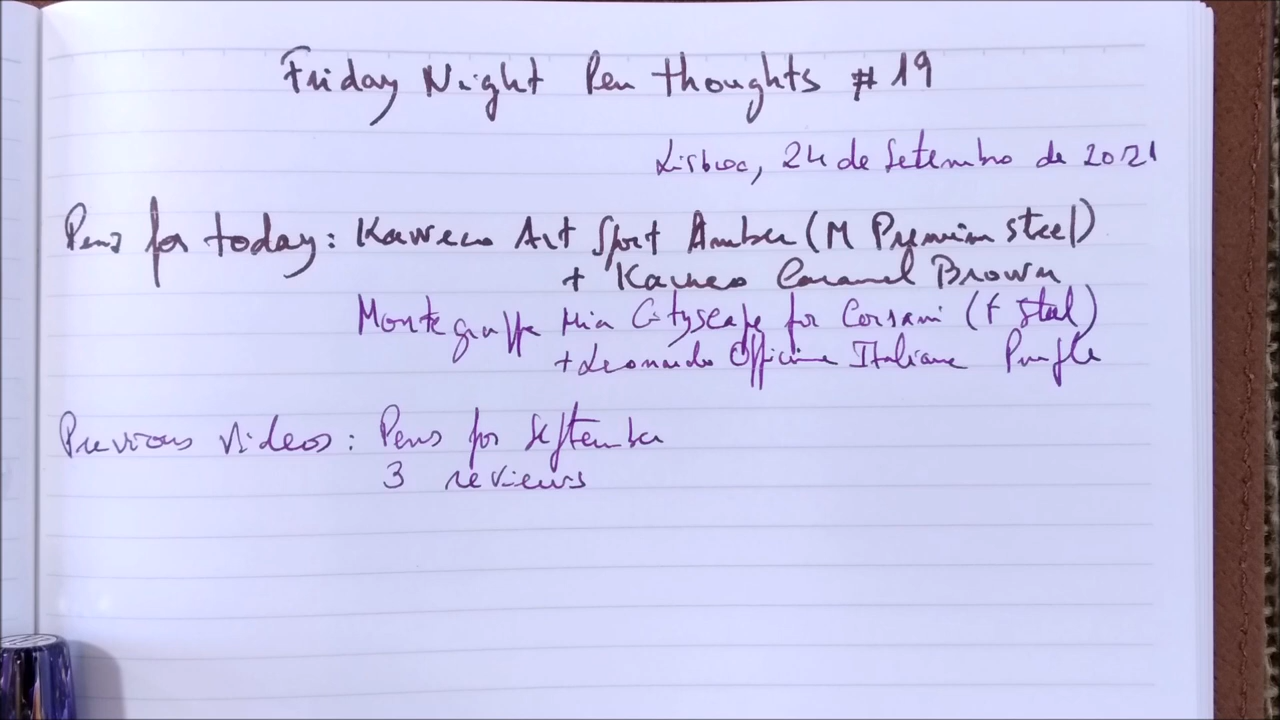 Friday Night Pen thoughts #19
Lisboa, 24 de Setembro de 2021
Pens for today: Kaweco Art Sport Amber (M Premium steel)
+ Kaweco Caramel Brown
Montegrappa Mia Cityscape for Corsani (F steel)
+ Leonardo Officina Italiana Purple
Previous videos: Pens for September
3 reviews